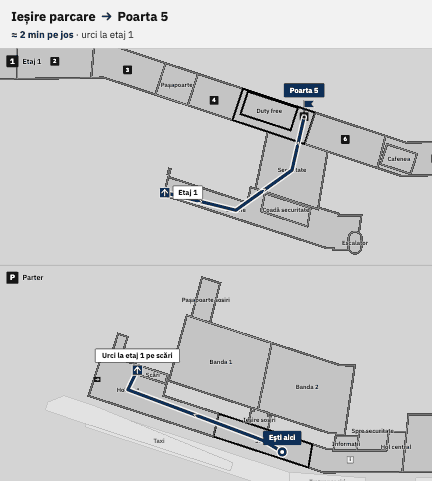 Ieșire parcare → Poarta 5
≈ 2 min pe jos · urci la etaj 1
1 Etaj 1
2
3
Pașapoarte
4
Duty free
Poarta 5
6
Cafenea
Etaj 1
Coadă securitate
Escalator
P Parter
Pașapoarte sosiri
Urci la etaj 1 pe scări
Scări
Banda 1
Banda 2
Taxi
Ești aici
Informații
Spre securitate
Hol central